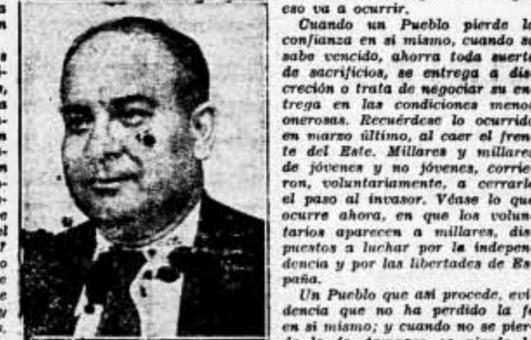 eso va a ocurrir.
Cuando un Pueblo pierde la
confianza en sí mismo, cuando se
sabe vencido, ahorra toda suerte
de sacrificios, se entrega a dis
creción o trata de negociar su en
trega en las condiciones menos
onerosas. Recuérdese lo ocurrido
en marzo último, al caer el fren
te del Este. Millares y millares
de jóvenes y no jóvenes, corrie
ron, voluntariamente, a cerrarle
el paso al invasor. Véase lo que
ocurre ahora, en que los volun
tarios aparecen a millares, dis
puestos a luchar por la indepen
dencia y por las libertades de Es
paña.
Un Pueblo que así procede, evi
dencia que no ha perdido la fe
en sí mismo; y cuando no se pier